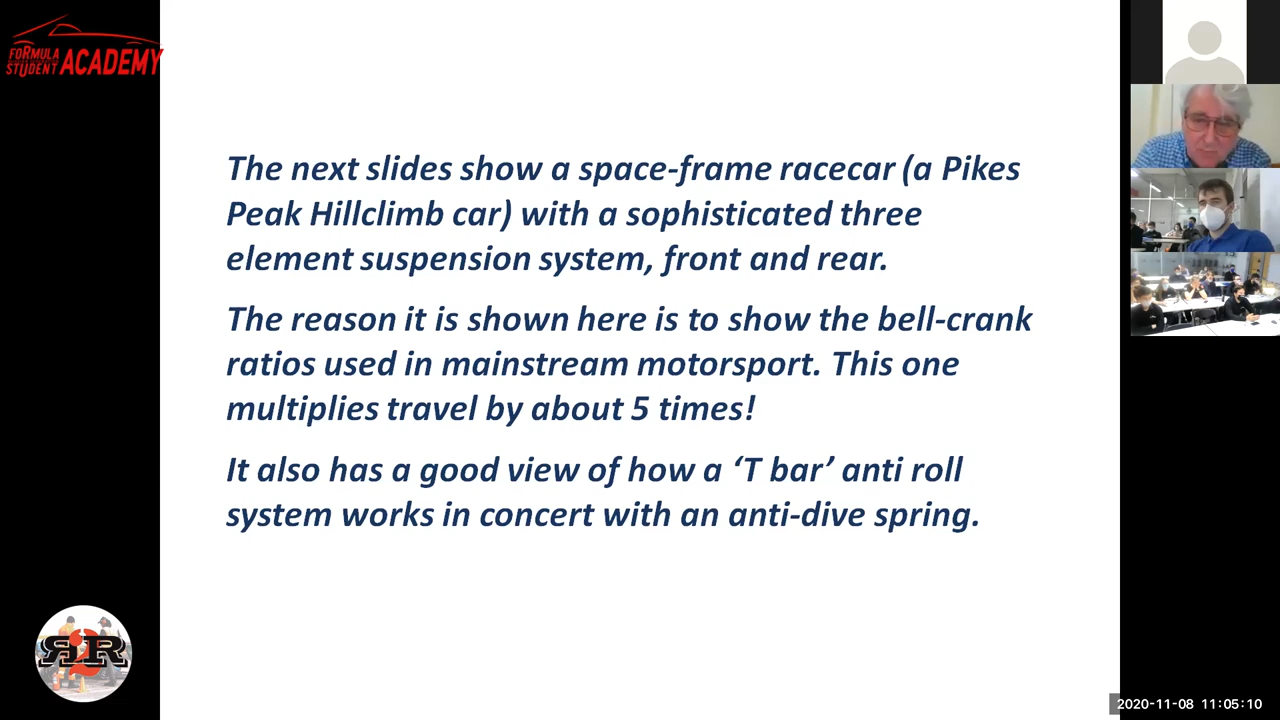 FORMULA
STUDENT ACADEMY
The next slides show a space-frame racecar (a Pikes
Peak Hillclimb car) with a sophisticated three
element suspension system, front and rear.
The reason it is shown here is to show the bell-crank
ratios used in mainstream motorsport. This one
multiplies travel by about 5 times!
It also has a good view of how a ‘T bar’ anti roll
system works in concert with an anti-dive spring.
R2R
2020-11-08 11:05:10